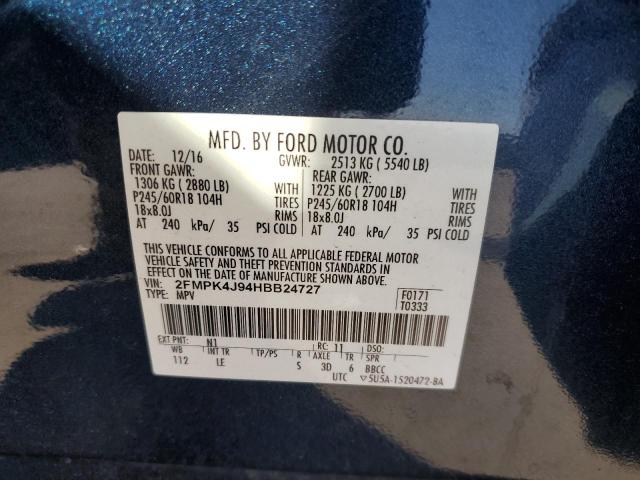 MFD. BY FORD MOTOR CO.
DATE: 12/16 GVWR: 2513 KG ( 5540 LB)
FRONT GAWR: REAR GAWR:
1306 KG ( 2880 LB) WITH 1225 KG ( 2700 LB) WITH
P245/60R18 104H TIRES P245/60R18 104H TIRES
18x8.0J RIMS 18x8.0J RIMS
AT 240 kPa/ 35 PSI COLD AT 240 kPa/ 35 PSI COLD
THIS VEHICLE CONFORMS TO ALL APPLICABLE FEDERAL MOTOR
VEHICLE SAFETY AND THEFT PREVENTION STANDARDS IN
EFFECT ON THE DATE OF MANUFACTURE SHOWN ABOVE.
VIN: 2FMPK4J94HBB24727
TYPE: MPV
F0171
T0333
EXT PNT: N1 RC: 11 DSO:
WB INT TR TP/PS R AXLE TR SPR
112 LE S 3D 6 BBCC
UTC ▽5U5A-1520472-BA